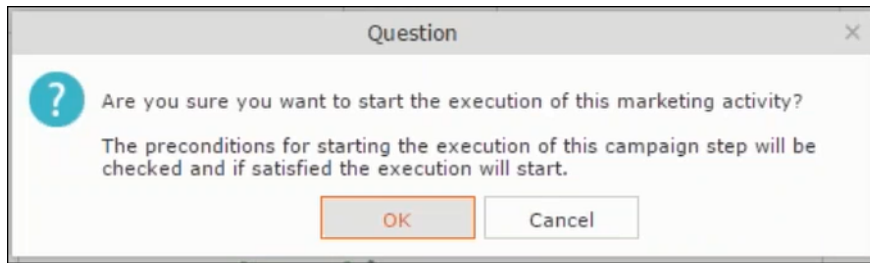 Question
Are you sure you want to start the execution of this marketing activity?
The preconditions for starting the execution of this campaign step will be
checked and if satisfied the execution will start.
OK
Cancel